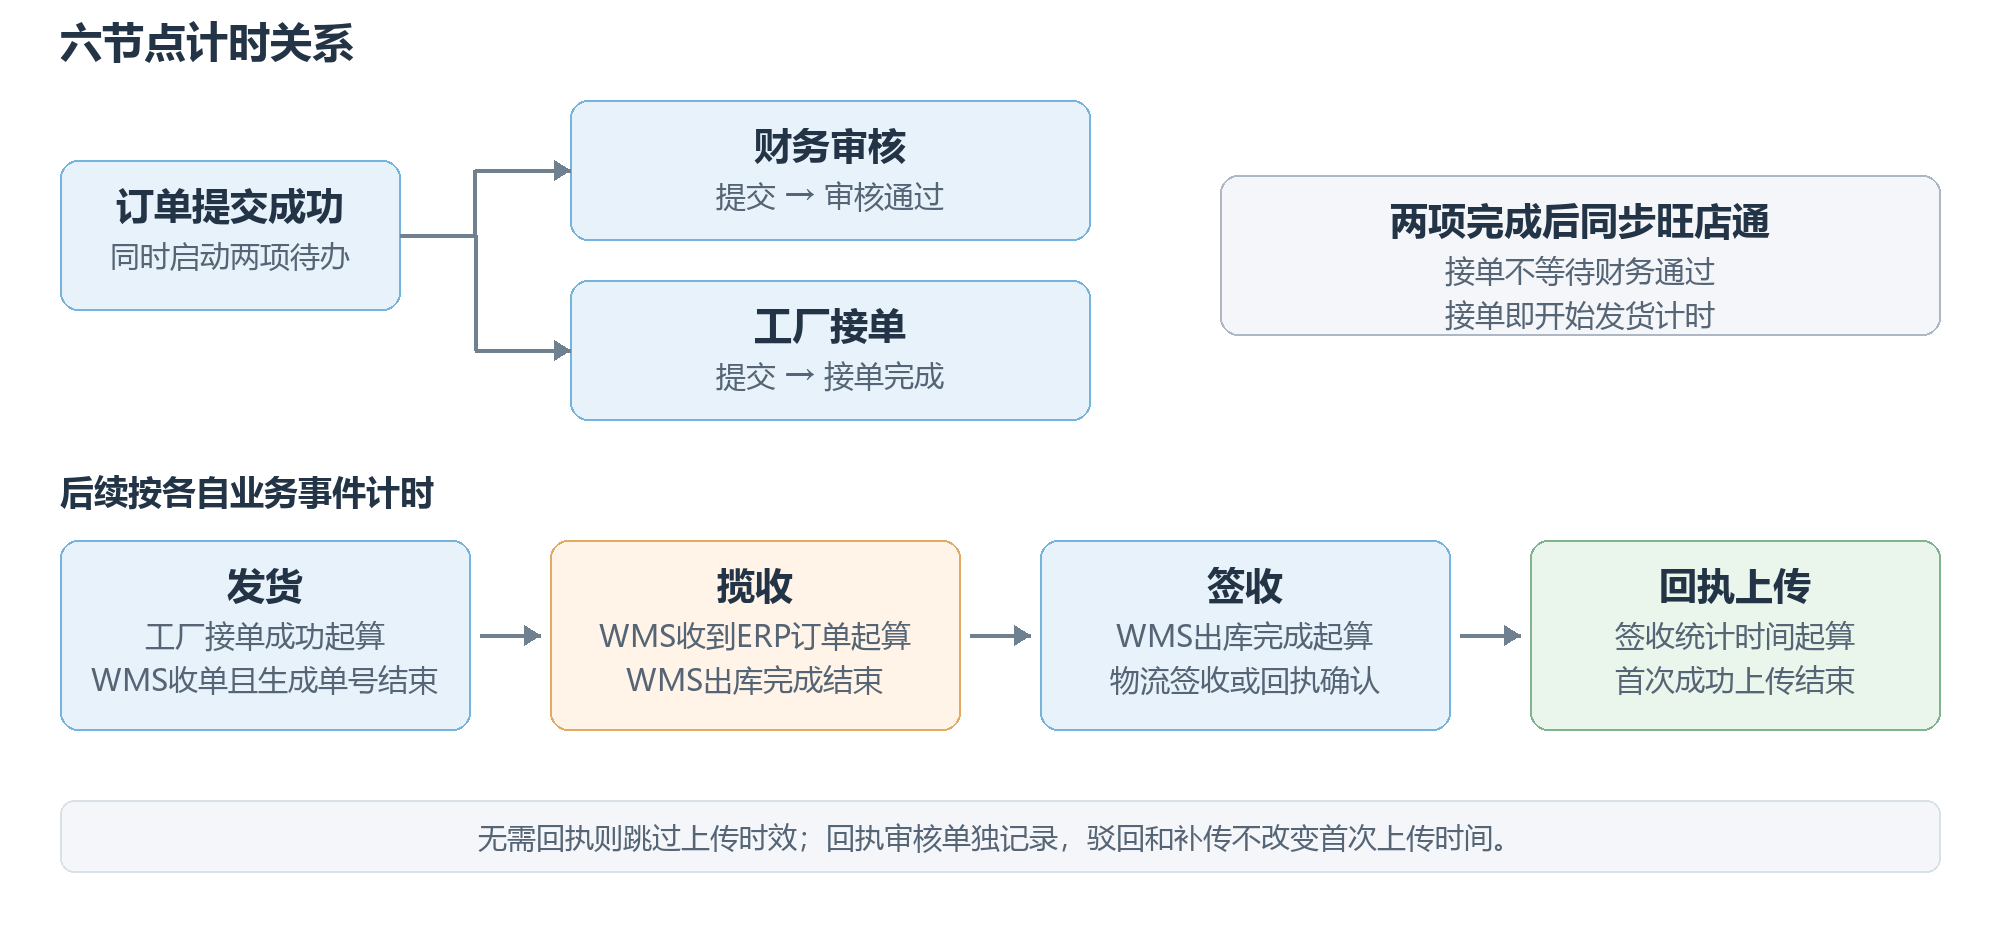 六节点计时关系
订单提交成功
同时启动两项待办
财务审核
提交 → 审核通过
工厂接单
提交 → 接单完成
两项完成后同步旺店通
接单不等待财务通过
接单即开始发货计时
后续按各自业务事件计时
发货
工厂接单成功起算
WMS收单且生成单号结束
揽收
WMS收到ERP订单起算
WMS出库完成结束
签收
WMS出库完成起算
物流签收或回执确认
回执上传
签收统计时间起算
首次成功上传结束
无需回执则跳过上传时效；回执审核单独记录，驳回和补传不改变首次上传时间。